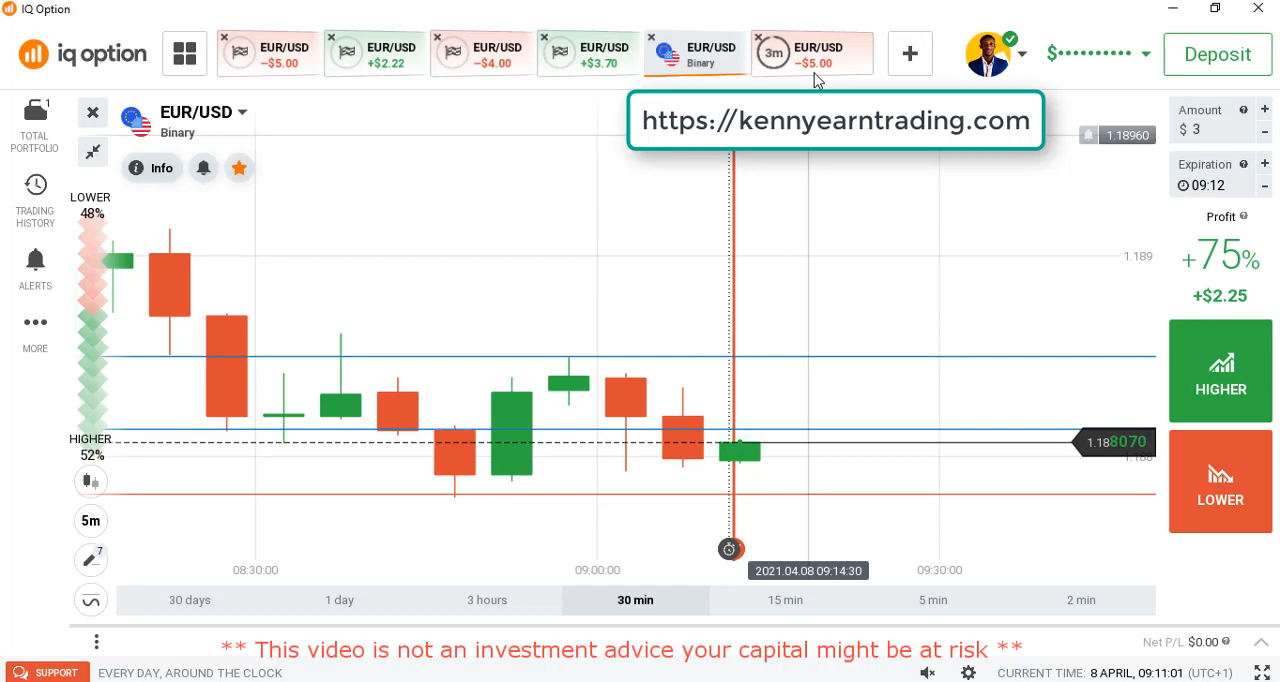 IQ Option
iq option
EUR/USD
−$5.00
EUR/USD
+$2.22
EUR/USD
−$4.00
EUR/USD
+$3.70
EUR/USD
Binary
3m
EUR/USD
−$5.00
+
$••••••••••
Deposit
1
TOTAL
PORTFOLIO
TRADING
HISTORY
ALERTS
MORE
EUR/USD
Binary
Info
https://kennyearntrading.com
LOWER
48%
HIGHER
52%
5m
7
1.18960
1.189
1.188070
1.188
08:30:00
09:00:00
2021.04.08 09:14:30
09:30:00
30 days
1 day
3 hours
30 min
15 min
5 min
2 min
Amount
$ 3
+
-
Expiration
09:12
+
-
Profit
+75%
+$2.25
HIGHER
LOWER
** This video is not an investment advice your capital might be at risk **
Net P/L $0.00
SUPPORT
EVERY DAY, AROUND THE CLOCK
CURRENT TIME: 8 APRIL, 09:11:01 (UTC+1)